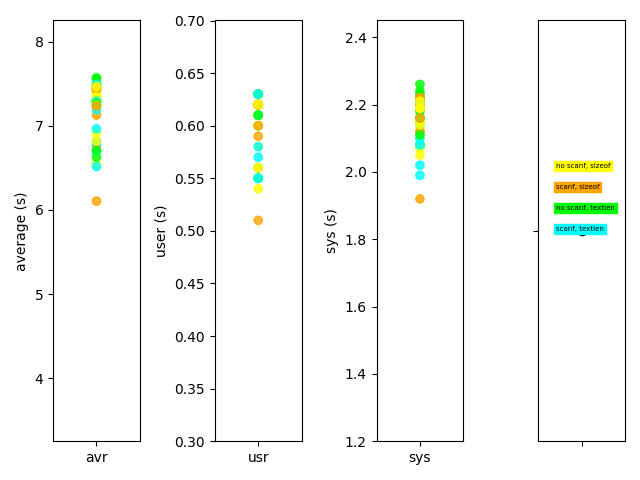 average (s)
8
7
6
5
4
avr
user (s)
0.70
0.65
0.60
0.55
0.50
0.45
0.40
0.35
0.30
usr
sys (s)
2.4
2.2
2.0
1.8
1.6
1.4
1.2
sys
no scanf, sizeof
scanf, sizeof
no scanf, textlen
scanf, textlen